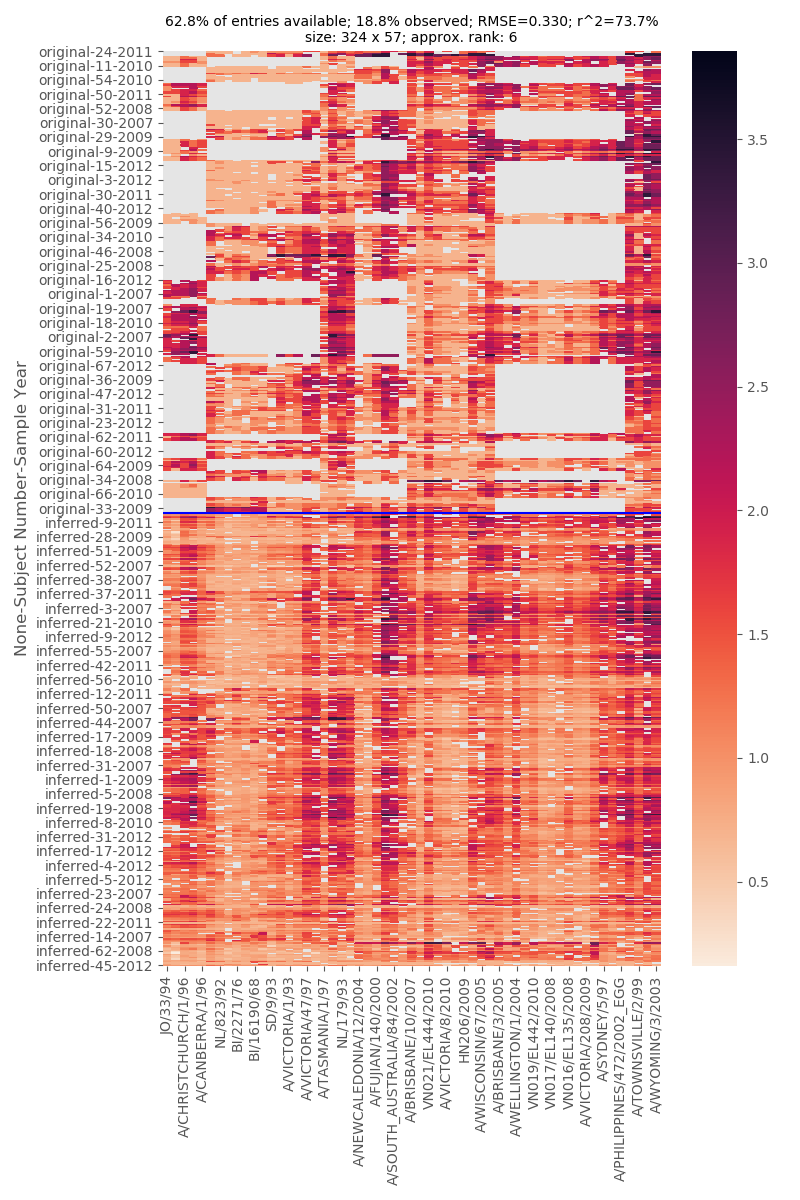 62.8% of entries available; 18.8% observed; RMSE=0.330; r^2=73.7%
size: 324 x 57; approx. rank: 6
None-Subject Number-Sample Year
original-24-2011
original-11-2010
original-54-2010
original-50-2011
original-52-2008
original-30-2007
original-29-2009
original-9-2009
original-15-2012
original-3-2012
original-30-2011
original-40-2012
original-56-2009
original-34-2010
original-46-2008
original-25-2008
original-16-2012
original-1-2007
original-19-2007
original-18-2010
original-2-2007
original-59-2010
original-67-2012
original-36-2009
original-47-2012
original-31-2011
original-23-2012
original-62-2011
original-60-2012
original-64-2009
original-34-2008
original-66-2010
original-33-2009
inferred-9-2011
inferred-28-2009
inferred-51-2009
inferred-52-2007
inferred-38-2007
inferred-37-2011
inferred-3-2007
inferred-21-2010
inferred-9-2012
inferred-55-2007
inferred-42-2011
inferred-56-2010
inferred-12-2011
inferred-50-2007
inferred-44-2007
inferred-17-2009
inferred-18-2008
inferred-31-2007
inferred-1-2009
inferred-5-2008
inferred-19-2008
inferred-8-2010
inferred-31-2012
inferred-17-2012
inferred-4-2012
inferred-5-2012
inferred-23-2007
inferred-24-2008
inferred-22-2011
inferred-14-2007
inferred-62-2008
inferred-45-2012
JO/33/94
A/CHRISTCHURCH/1/96
A/CANBERRA/1/96
NL/823/92
BI/2271/76
BI/16190/68
SD/9/93
A/VICTORIA/1/93
A/VICTORIA/47/97
A/TASMANIA/1/97
NL/179/93
A/NEWCALEDONIA/12/2004
A/FUJIAN/140/2000
A/SOUTH_AUSTRALIA/84/2002
A/BRISBANE/10/2007
VN021/EL444/2010
A/VICTORIA/8/2010
HN206/2009
A/WISCONSIN/67/2005
A/BRISBANE/3/2005
A/WELLINGTON/1/2004
VN019/EL442/2010
VN017/EL140/2008
VN016/EL135/2008
A/VICTORIA/208/2009
A/SYDNEY/5/97
A/PHILIPPINES/472/2002_EGG
A/TOWNSVILLE/2/99
A/WYOMING/3/2003
3.5
3.0
2.5
2.0
1.5
1.0
0.5